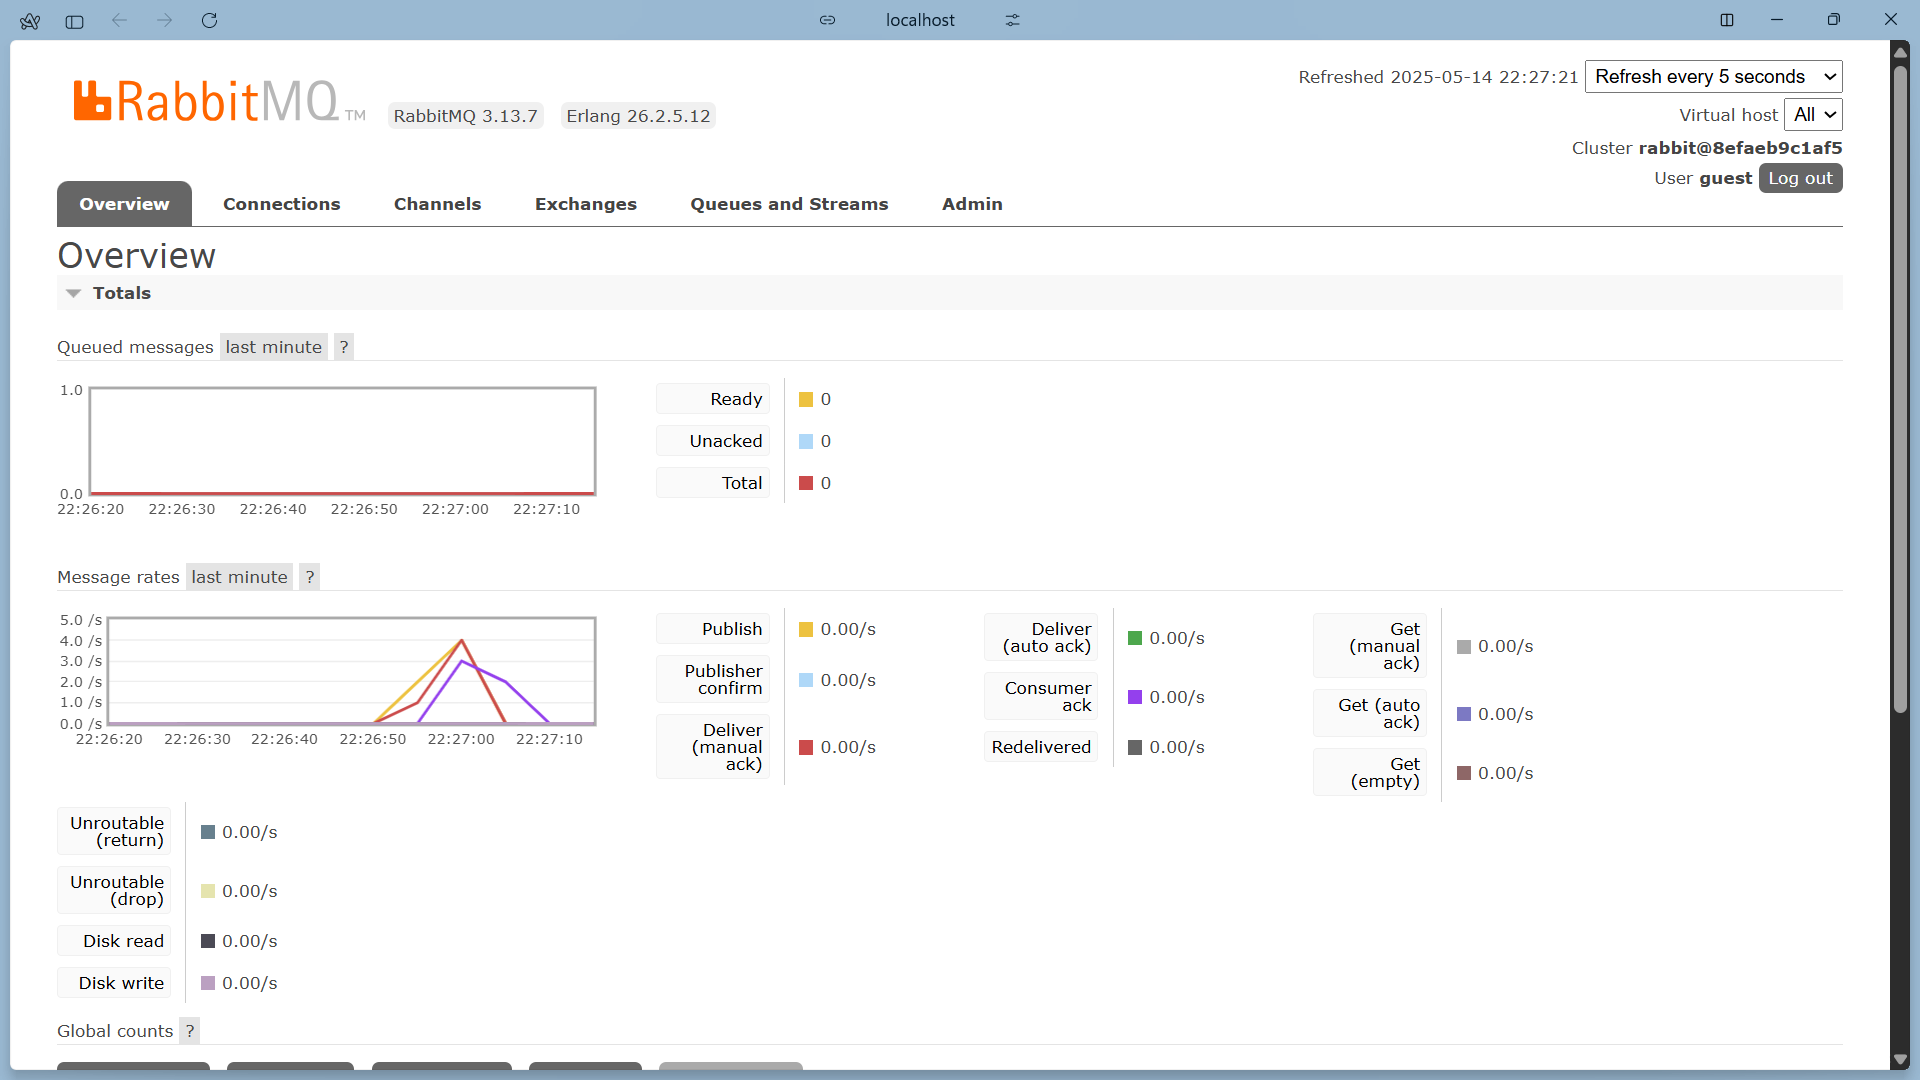 localhost
RabbitMQ TM RabbitMQ 3.13.7 Erlang 26.2.5.12
Refreshed 2025-05-14 22:27:21 Refresh every 5 seconds
Virtual host All
Cluster rabbit@8efaeb9c1af5
User guest Log out
Overview Connections Channels Exchanges Queues and Streams Admin
Overview
Totals
Queued messages last minute ?
1.0
0.0
22:26:20 22:26:30 22:26:40 22:26:50 22:27:00 22:27:10
Ready 0
Unacked 0
Total 0
Message rates last minute ?
5.0 /s
4.0 /s
3.0 /s
2.0 /s
1.0 /s
0.0 /s
22:26:20 22:26:30 22:26:40 22:26:50 22:27:00 22:27:10
Publish 0.00/s
Publisher
confirm 0.00/s
Deliver
(manual
ack) 0.00/s
Deliver
(auto ack) 0.00/s
Consumer
ack 0.00/s
Redelivered 0.00/s
Get
(manual
ack) 0.00/s
Get (auto
ack) 0.00/s
Get
(empty) 0.00/s
Unroutable
(return) 0.00/s
Unroutable
(drop) 0.00/s
Disk read 0.00/s
Disk write 0.00/s
Global counts ?